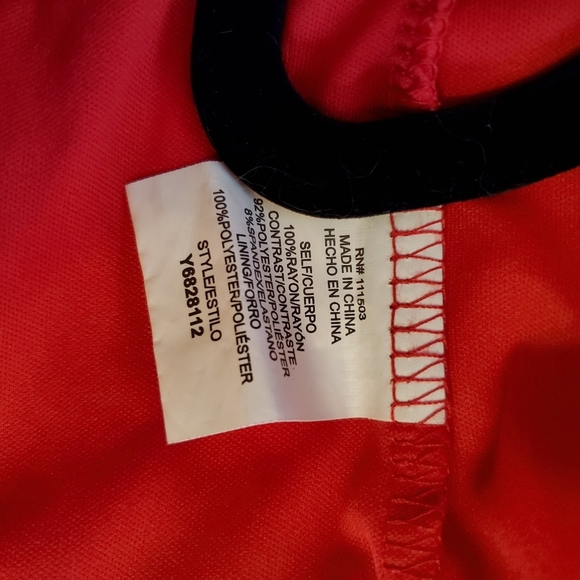 RN# 111503
MADE IN CHINA
HECHO EN CHINA
SELF/CUERPO
100%RAYON/RAYÓN
CONTRAST/CONTRASTE
92%POLYESTER/POLIÉSTER
8%SPANDEX/ELASTANO
LINING/FORRO
100%POLYESTER/POLIÉSTER
STYLE/ESTILO
Y6828112